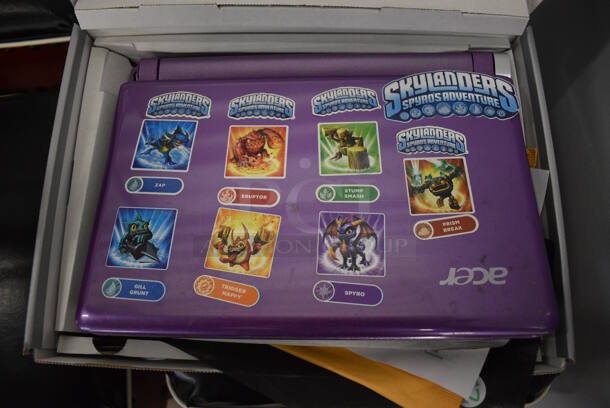 SKYLANDERS
SPYRO'S ADVENTURE
SKYLANDERS
SPYRO'S ADVENTURE
SKYLANDERS
SPYRO'S ADVENTURE
SKYLANDERS
SPYRO'S ADVENTURE
SKYLANDERS
SPYRO'S ADVENTURE
ZAP
ERUPTOR
STUMP
SMASH
PRISM
BREAK
GILL
GRUNT
TRIGGER
HAPPY
SPYRO
acer